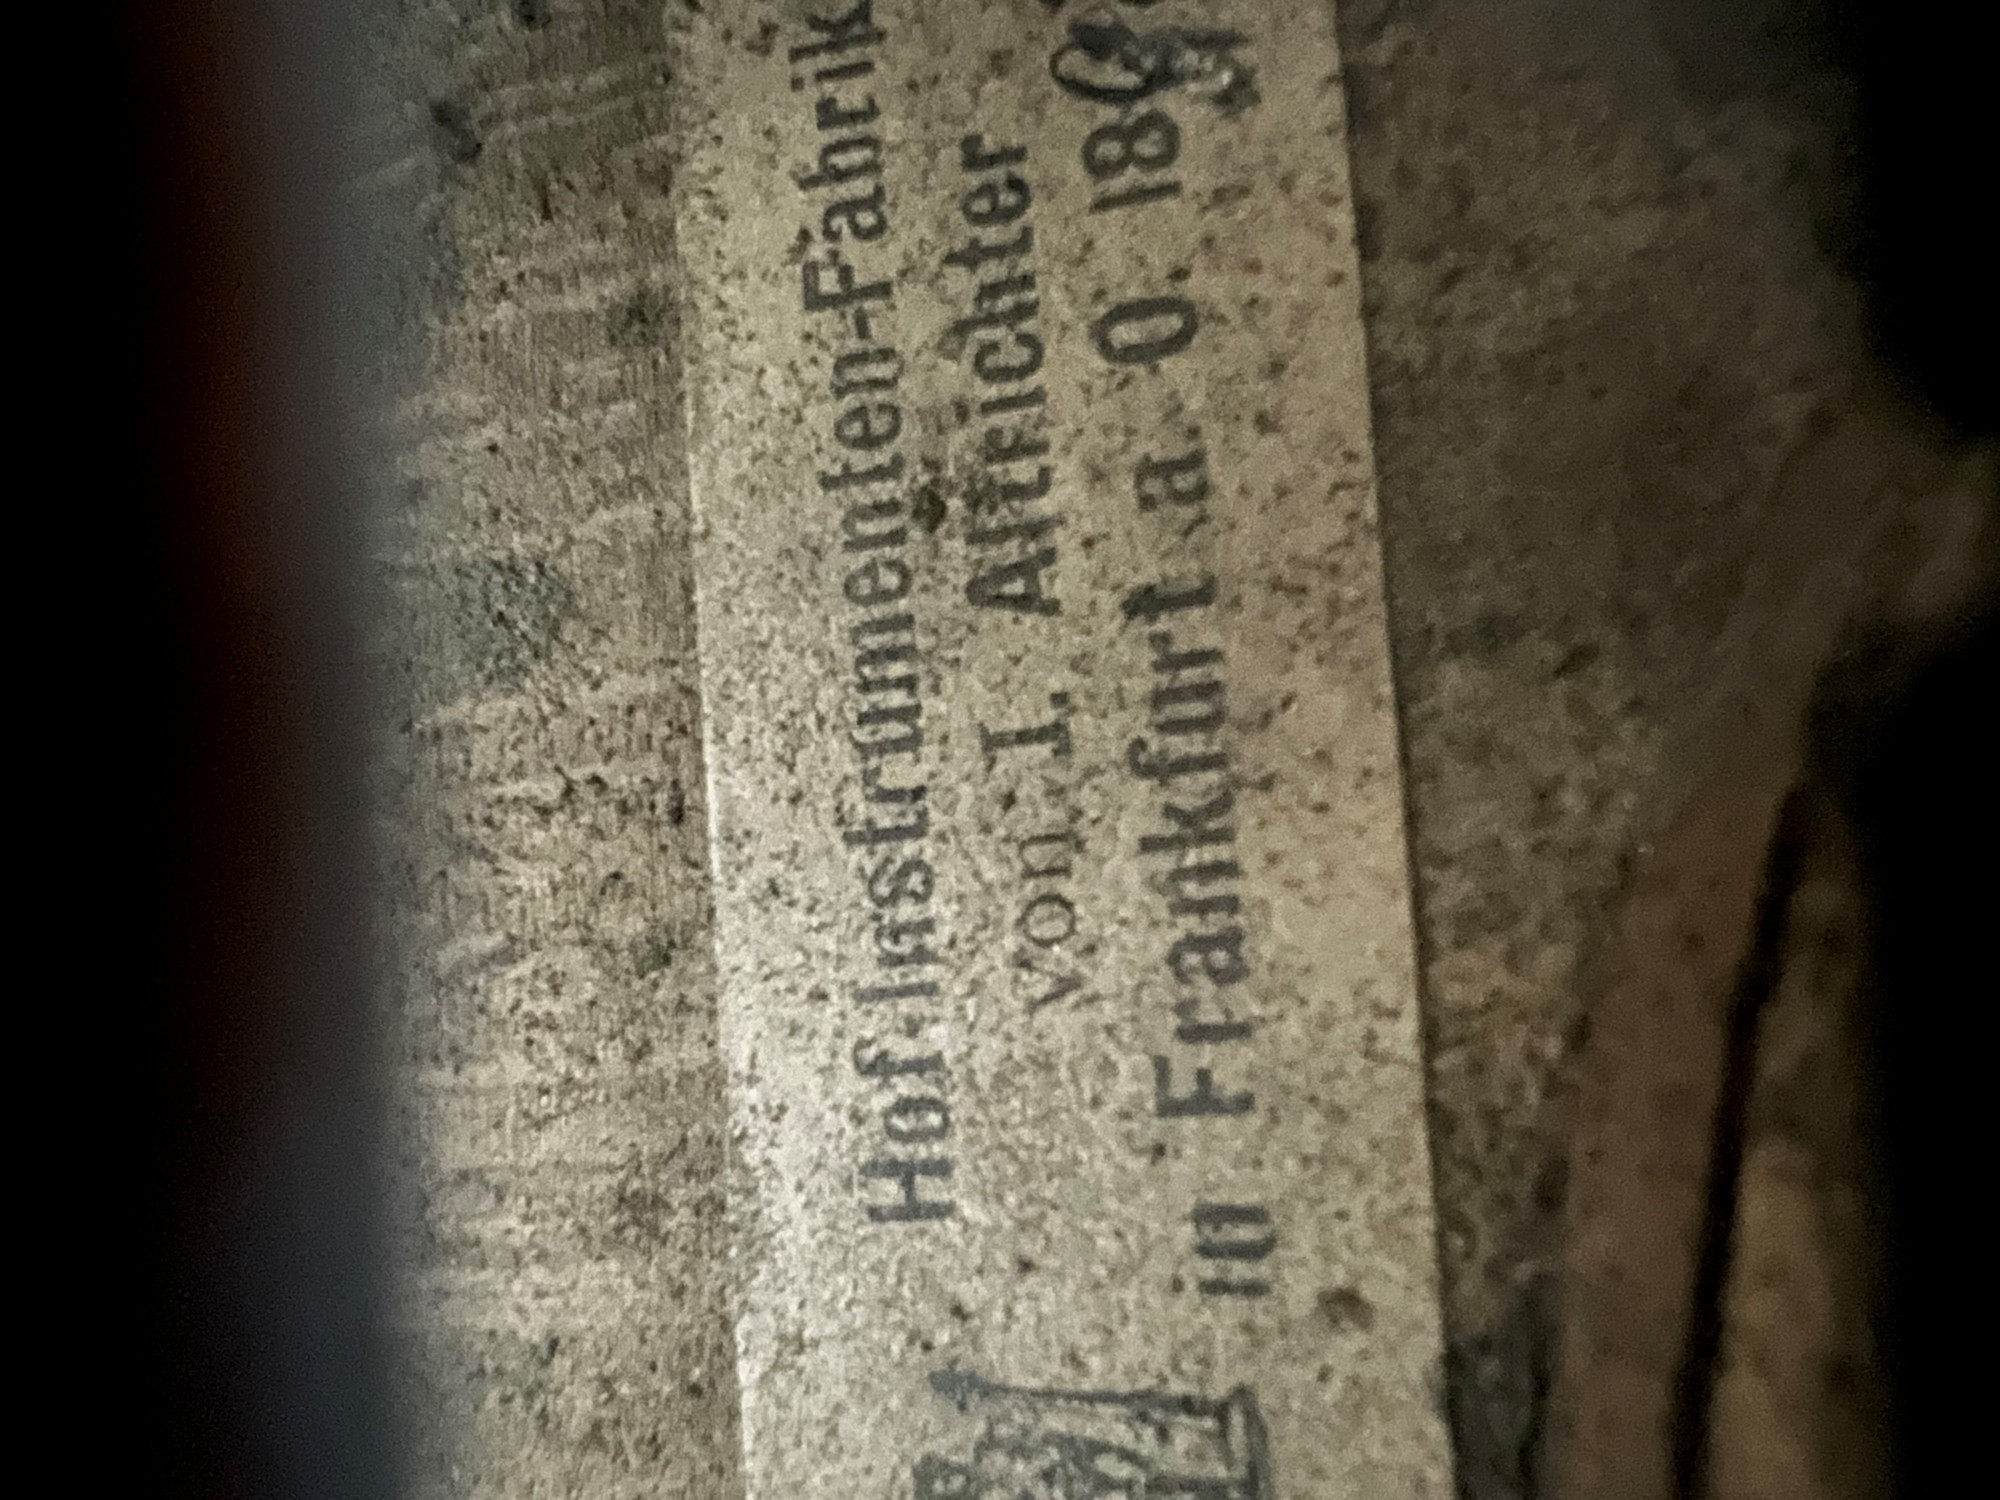 Hof-Instrumenten-Fabrik
von I. Altrichter
in Frankfurt a. O. 18